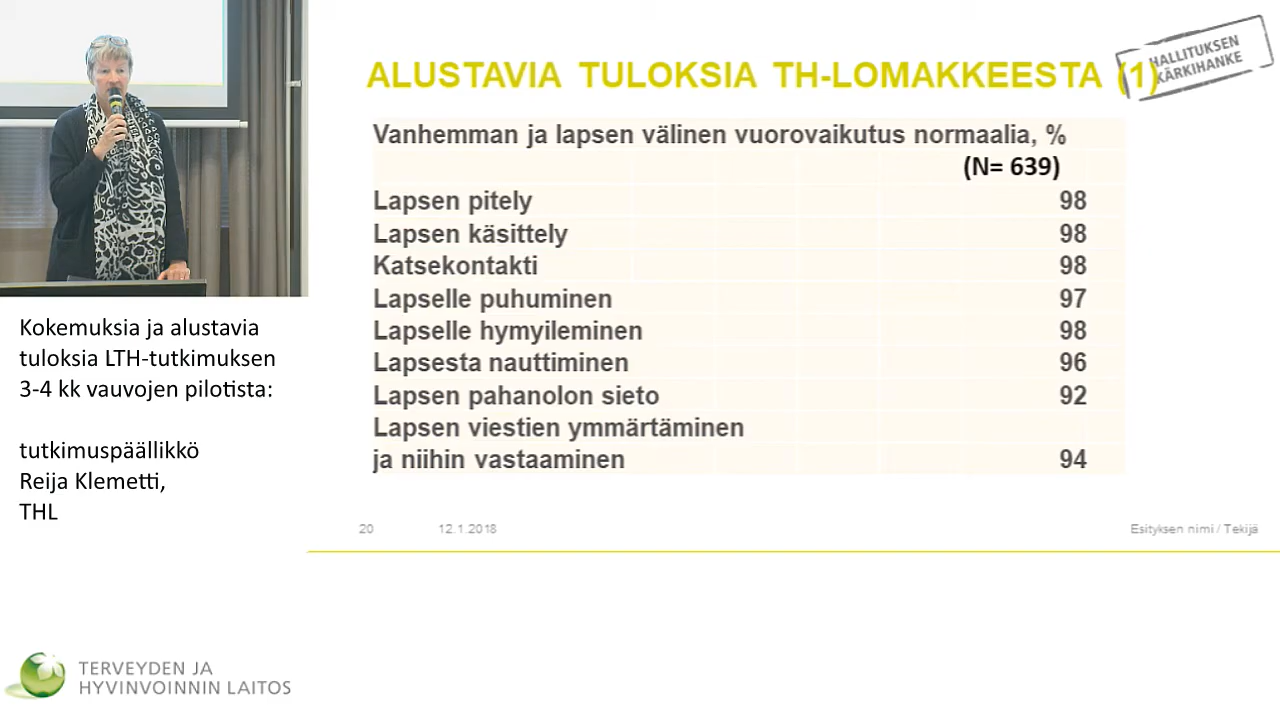 ALUSTAVIA TULOKSIA TH-LOMAKKEESTA (1)
HALLITUKSEN
KÄRKIHANKE
Vanhemman ja lapsen välinen vuorovaikutus normaalia, %
(N= 639)
Lapsen pitely 98
Lapsen käsittely 98
Katsekontakti 98
Lapselle puhuminen 97
Lapselle hymyileminen 98
Lapsesta nauttiminen 96
Lapsen pahanolon sieto 92
Lapsen viestien ymmärtäminen
ja niihin vastaaminen 94
20 12.1.2018 Esityksen nimi / Tekijä
Kokemuksia ja alustavia
tuloksia LTH-tutkimuksen
3-4 kk vauvojen pilotista:
tutkimuspäällikkö
Reija Klemetti,
THL
TERVEYDEN JA
HYVINVOINNIN LAITOS